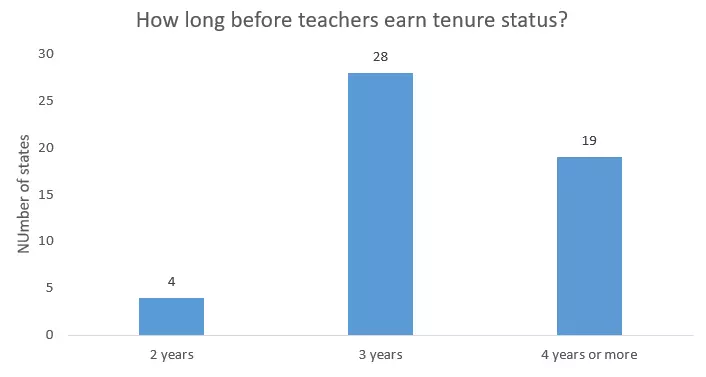 How long before teachers earn tenure status?
NUmber of states
30
25
20
15
10
5
0
4
28
19
2 years
3 years
4 years or more